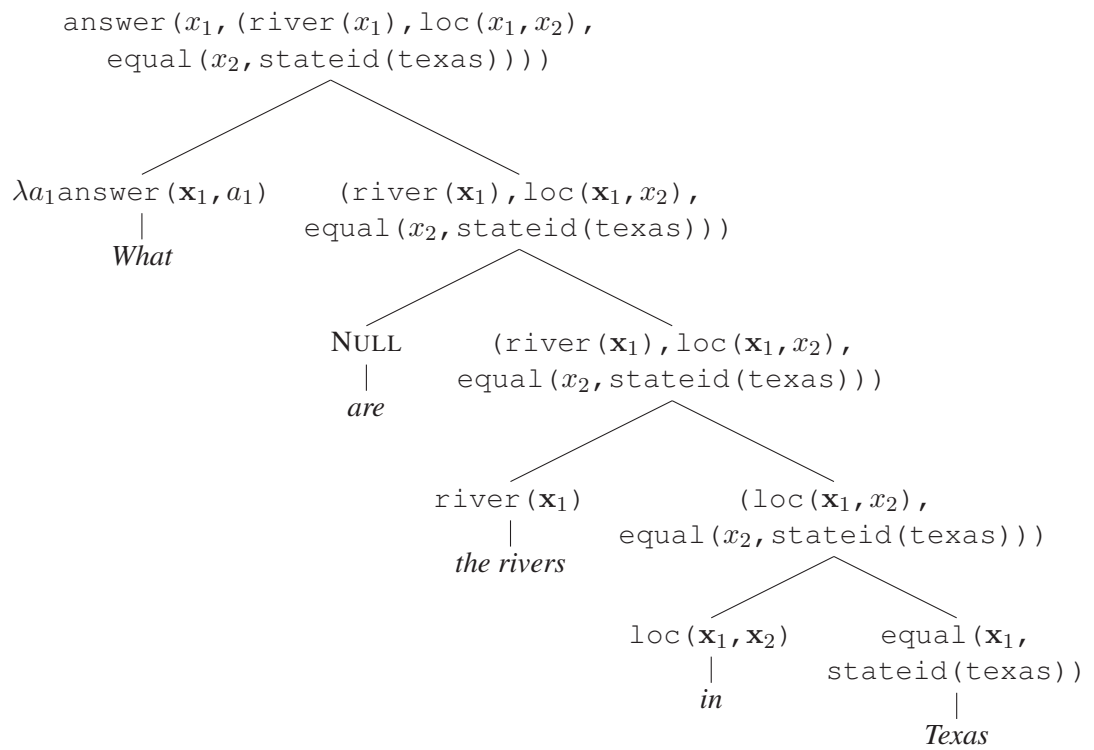 answer(x₁,(river(x₁),loc(x₁,x₂),
equal(x₂,stateid(texas))))
λa₁answer(𝐱₁,a₁)
What
(river(𝐱₁),loc(𝐱₁,x₂),
equal(x₂,stateid(texas)))
NULL
are
(river(𝐱₁),loc(𝐱₁,x₂),
equal(x₂,stateid(texas)))
river(𝐱₁)
the rivers
(loc(𝐱₁,x₂),
equal(x₂,stateid(texas)))
loc(𝐱₁,𝐱₂)
in
equal(𝐱₁,
stateid(texas))
Texas